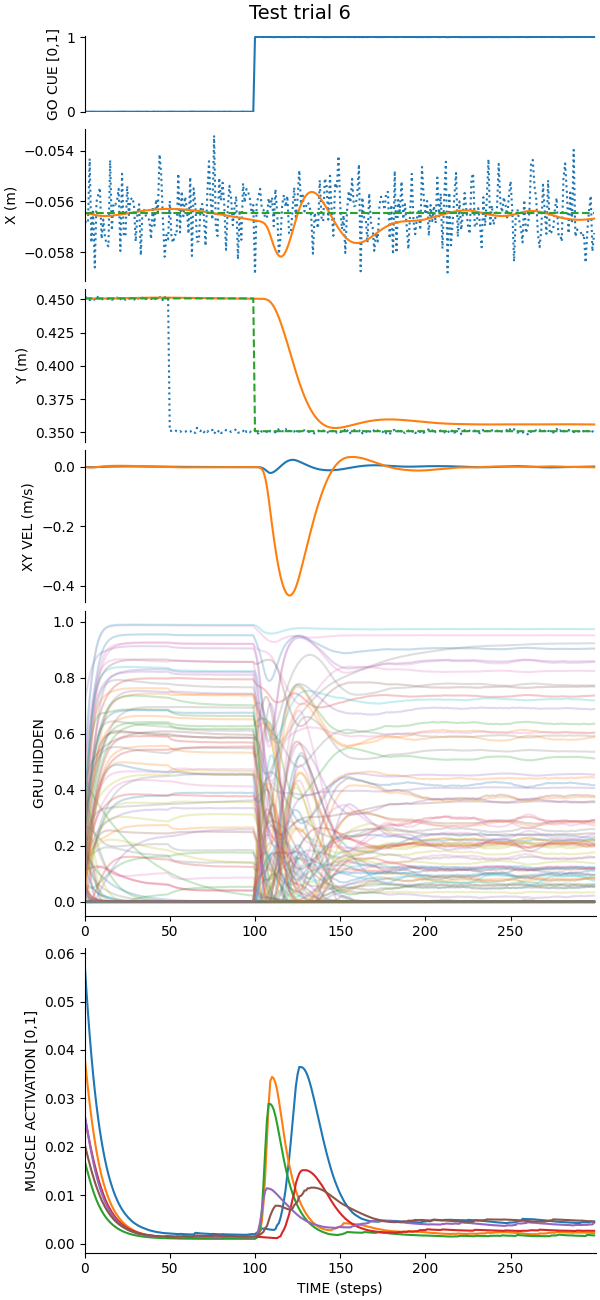 Test trial 6
GO CUE [0,1]
1
0
X (m)
−0.054
−0.056
−0.058
Y (m)
0.450
0.425
0.400
0.375
0.350
XY VEL (m/s)
0.0
−0.2
−0.4
GRU HIDDEN
1.0
0.8
0.6
0.4
0.2
0.0
0 50 100 150 200 250
MUSCLE ACTIVATION [0,1]
0.06
0.05
0.04
0.03
0.02
0.01
0.00
0 50 100 150 200 250
TIME (steps)